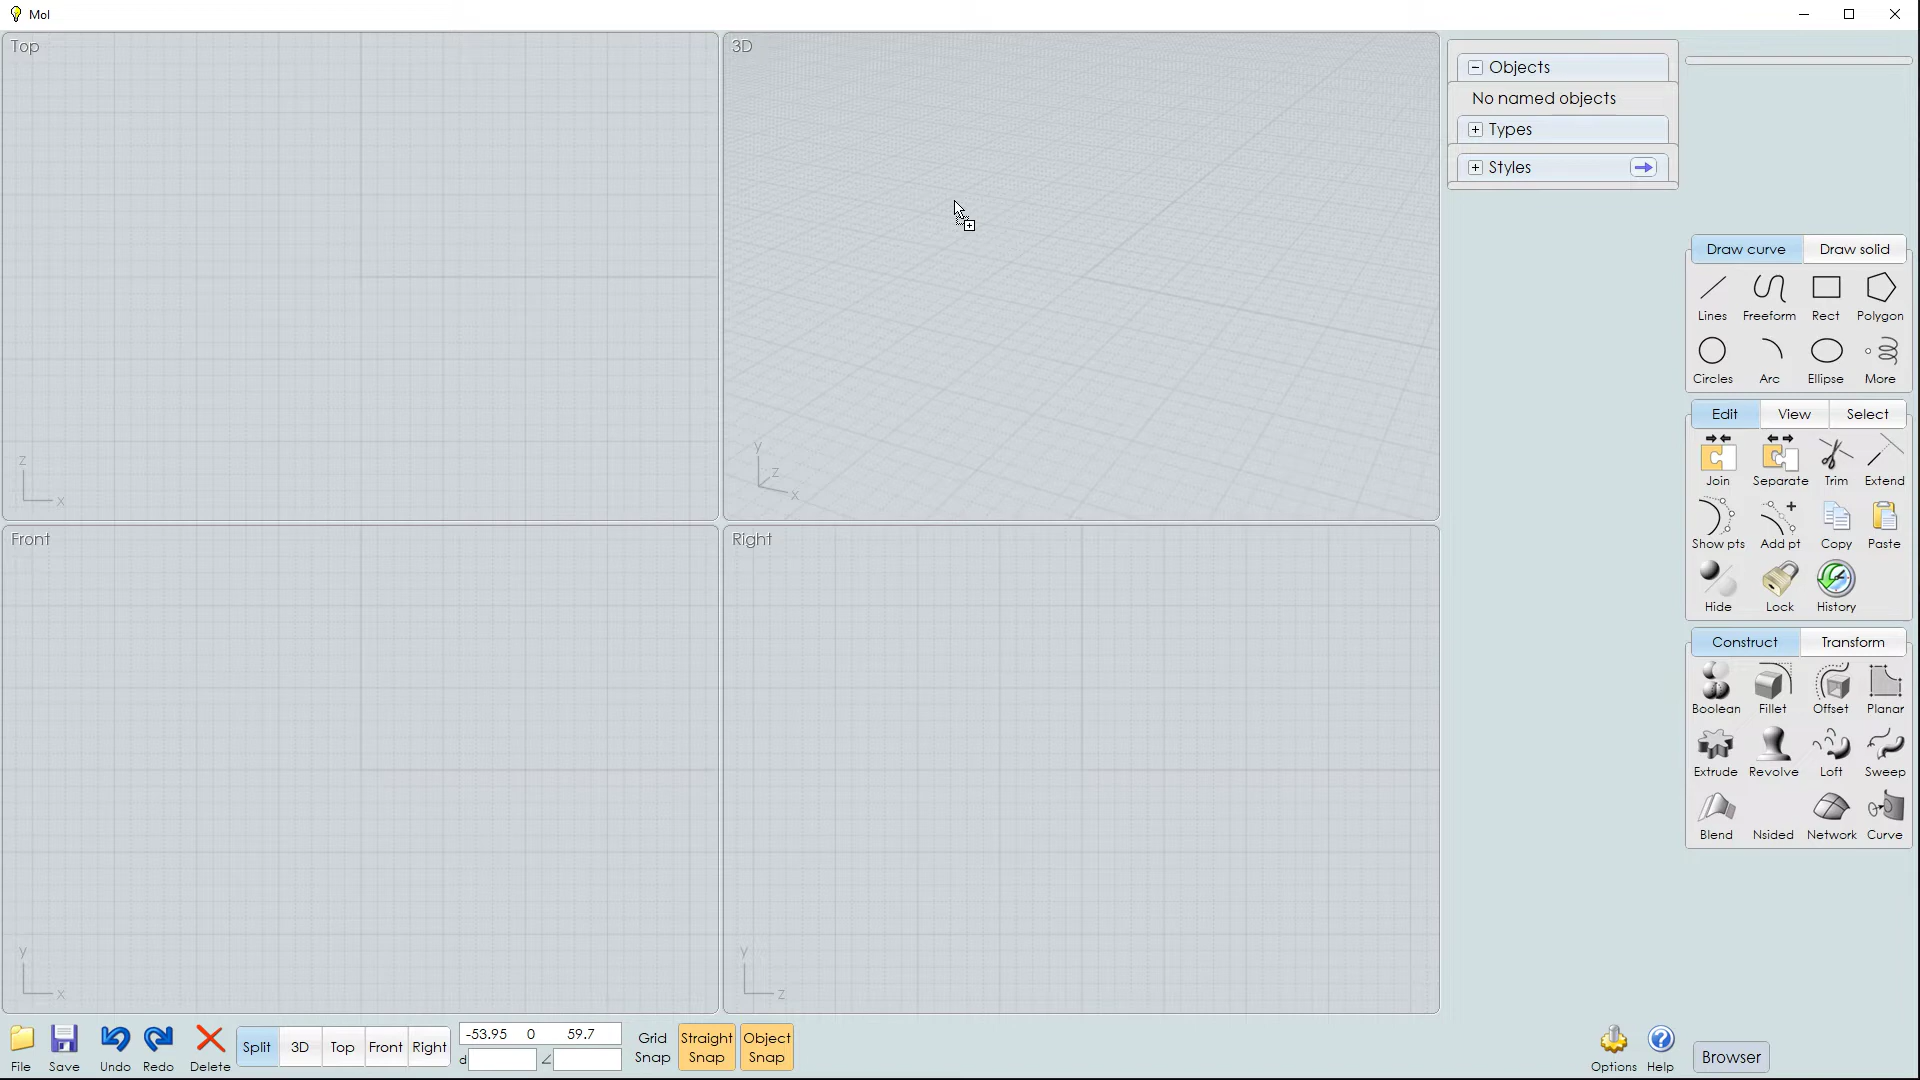 MoI
Top
3D
Objects
No named objects
Types
Styles
Draw curve Draw solid
Lines Freeform Rect Polygon
Circles Arc Ellipse More
Edit View Select
Join Separate Trim Extend
Show pts Add pt Copy Paste
Hide Lock History
Construct Transform
Boolean Fillet Offset Planar
Extrude Revolve Loft Sweep
Blend Nsided Network Curve
z
x
y
z
x
Front
Right
y
x
y
z
File Save Undo Redo Delete
Split 3D Top Front Right
-53.95 0 59.7
d ∠
Grid Snap
Straight Snap
Object Snap
Options Help
Browser